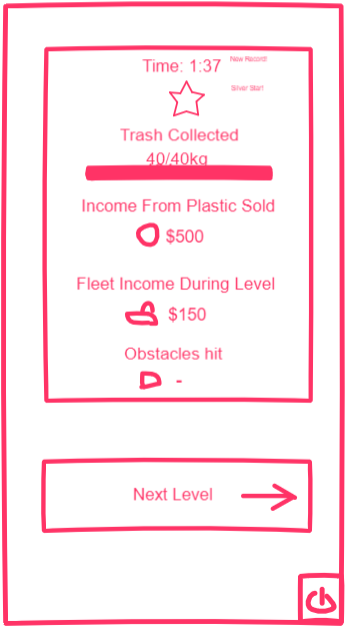 Time: 1:37
New Record!
Silver Star!
Trash Collected
40/40kg
Income From Plastic Sold
$500
Fleet Income During Level
$150
Obstacles hit
-
Next Level